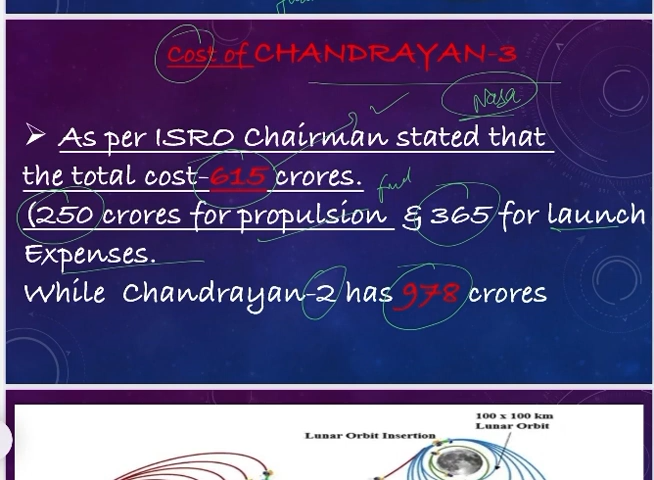 Cost of CHANDRAYAN-3
Nasa
➢ As per ISRO Chairman stated that
the total cost-615 crores.
(250 crores for propulsion & 365 for launch
Expenses.
While Chandrayan-2 has 978 crores
100 x 100 km
Lunar Orbit
Lunar Orbit Insertion